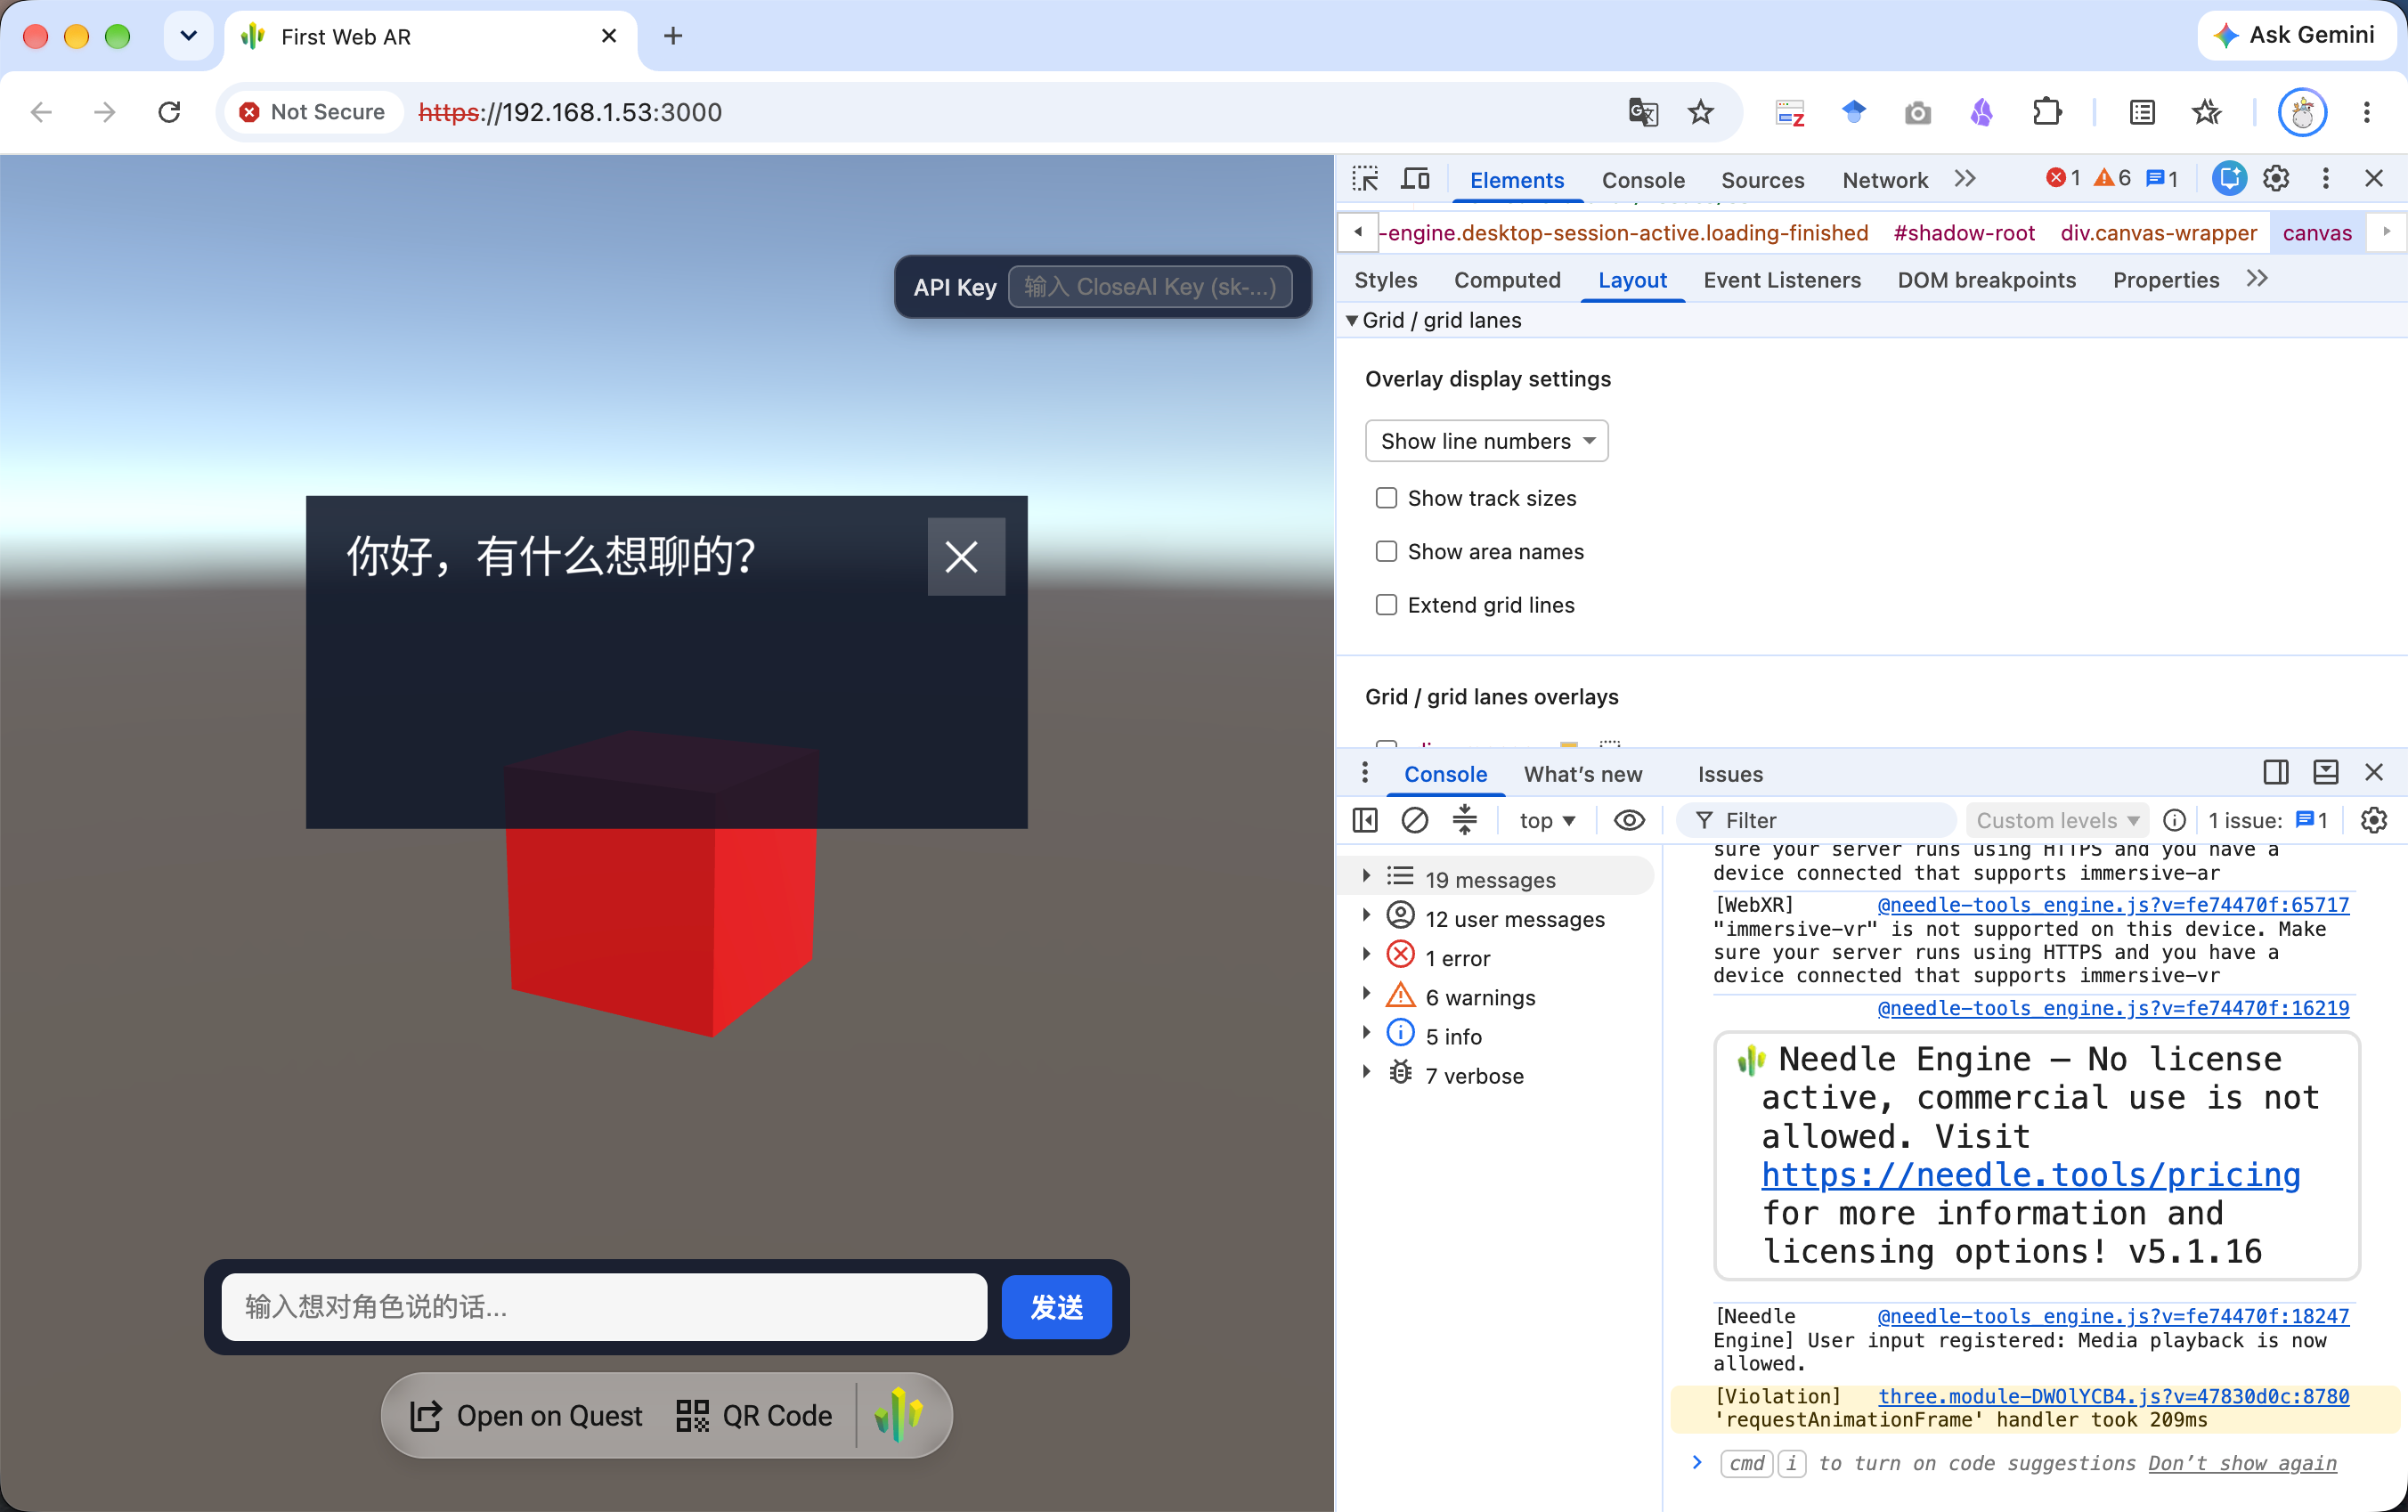 First Web AR
Ask Gemini
Not Secure
https://192.168.1.53:3000
API Key
输入 CloseAI Key (sk-...)
你好，有什么想聊的?
输入想对角色说的话...
发送
Open on Quest
QR Code
Elements
Console
Sources
Network
1
6
1
-engine.desktop-session-active.loading-finished
#shadow-root
div.canvas-wrapper
canvas
Styles
Computed
Layout
Event Listeners
DOM breakpoints
Properties
Grid / grid lanes
Overlay display settings
Show line numbers
Show track sizes
Show area names
Extend grid lines
Grid / grid lanes overlays
Console
What's new
Issues
top
Filter
Custom levels
1 issue:
1
19 messages
12 user messages
1 error
6 warnings
5 info
7 verbose
sure your server runs using HTTPS and you have a
device connected that supports immersive-ar
[WebXR] @needle-tools_engine.js?v=fe74470f:65717
"immersive-vr" is not supported on this device. Make
sure your server runs using HTTPS and you have a
device connected that supports immersive-vr
@needle-tools_engine.js?v=fe74470f:16219
Needle Engine — No license
active, commercial use is not
allowed. Visit
https://needle.tools/pricing
for more information and
licensing options! v5.1.16
[Needle @needle-tools_engine.js?v=fe74470f:18247
Engine] User input registered: Media playback is now
allowed.
[Violation] three.module-DWOlYCB4.js?v=47830d0c:8780
'requestAnimationFrame' handler took 209ms
cmd i to turn on code suggestions Don't show again